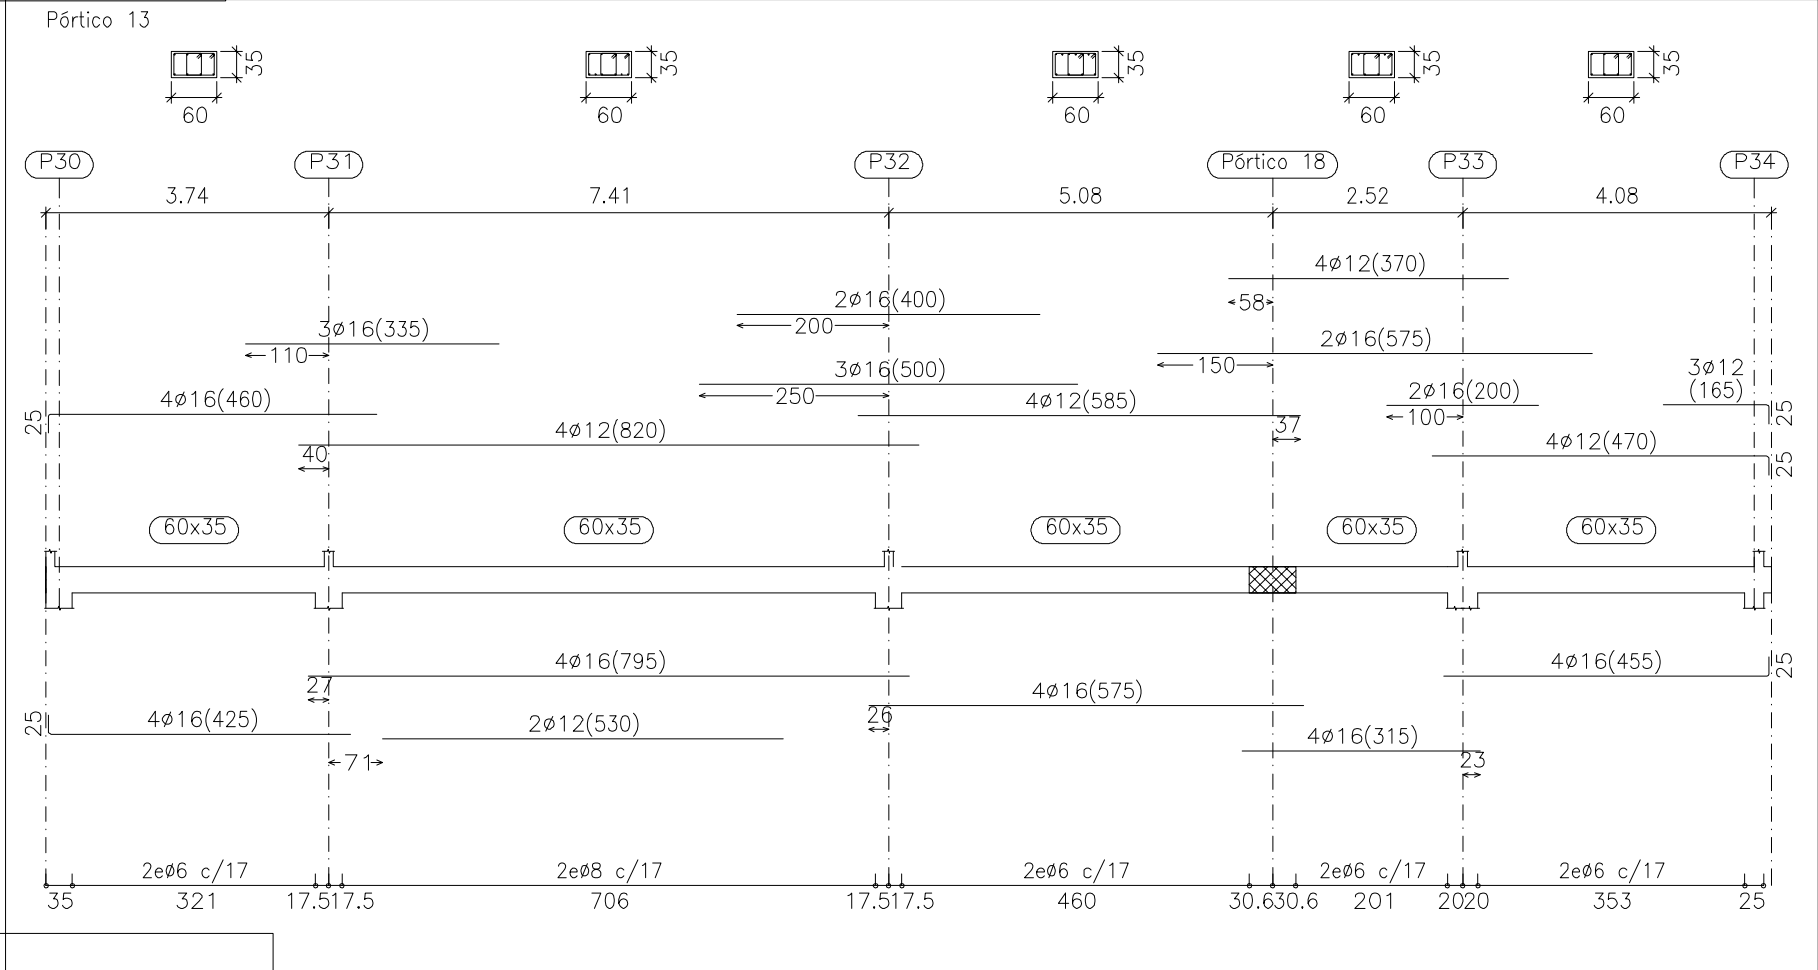 Pórtico 13
35 35 35 35 35
60 60 60 60 60
P30 P31 P32 Pórtico 18 P33 P34
3.74 7.41 5.08 2.52 4.08
4ø12(370)
2ø16(400) 58
3ø16(335) 200
2ø16(575)
110 150
3ø16(500) 3ø12
4ø16(460) 250 4ø12(585) 2ø16(200) (165)
25 100 25
4ø12(820) 37
40 4ø12(470)
25
60x35 60x35 60x35 60x35 60x35
4ø16(795) 4ø16(455)
25
27 4ø16(575)
4ø16(425) 2ø12(530) 26
25 4ø16(315)
71 23
2eø6 c/17 2eø8 c/17 2eø6 c/17 2eø6 c/17 2eø6 c/17
35 321 17.517.5 706 17.517.5 460 30.630.6 201 2020 353 25